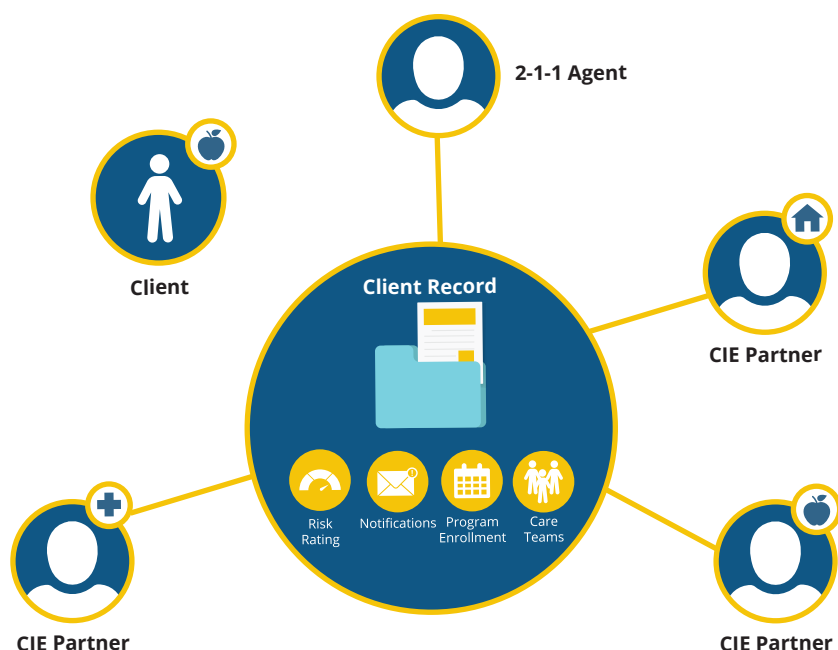 2-1-1 Agent
Client
Client Record
CIE Partner
Risk
Rating
Notifications
Program
Enrollment
Care
Teams
CIE Partner
CIE Partner